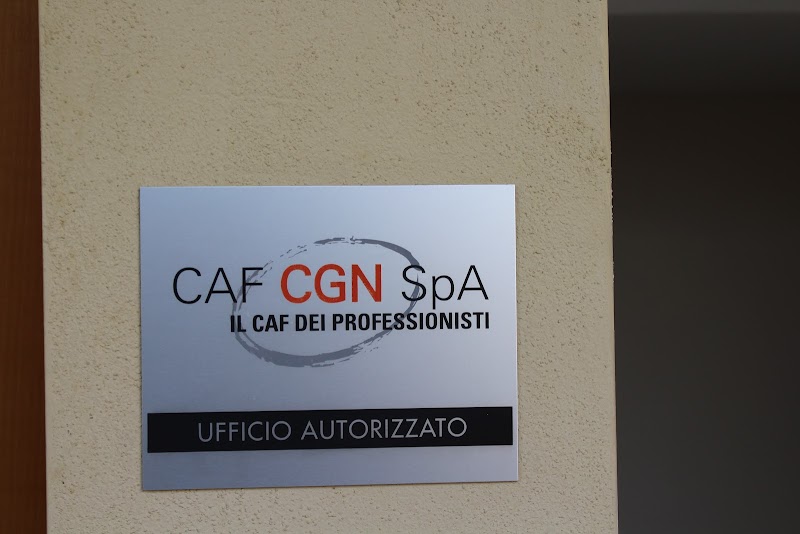 CAF CGN SpA
IL CAF DEI PROFESSIONISTI
UFFICIO AUTORIZZATO